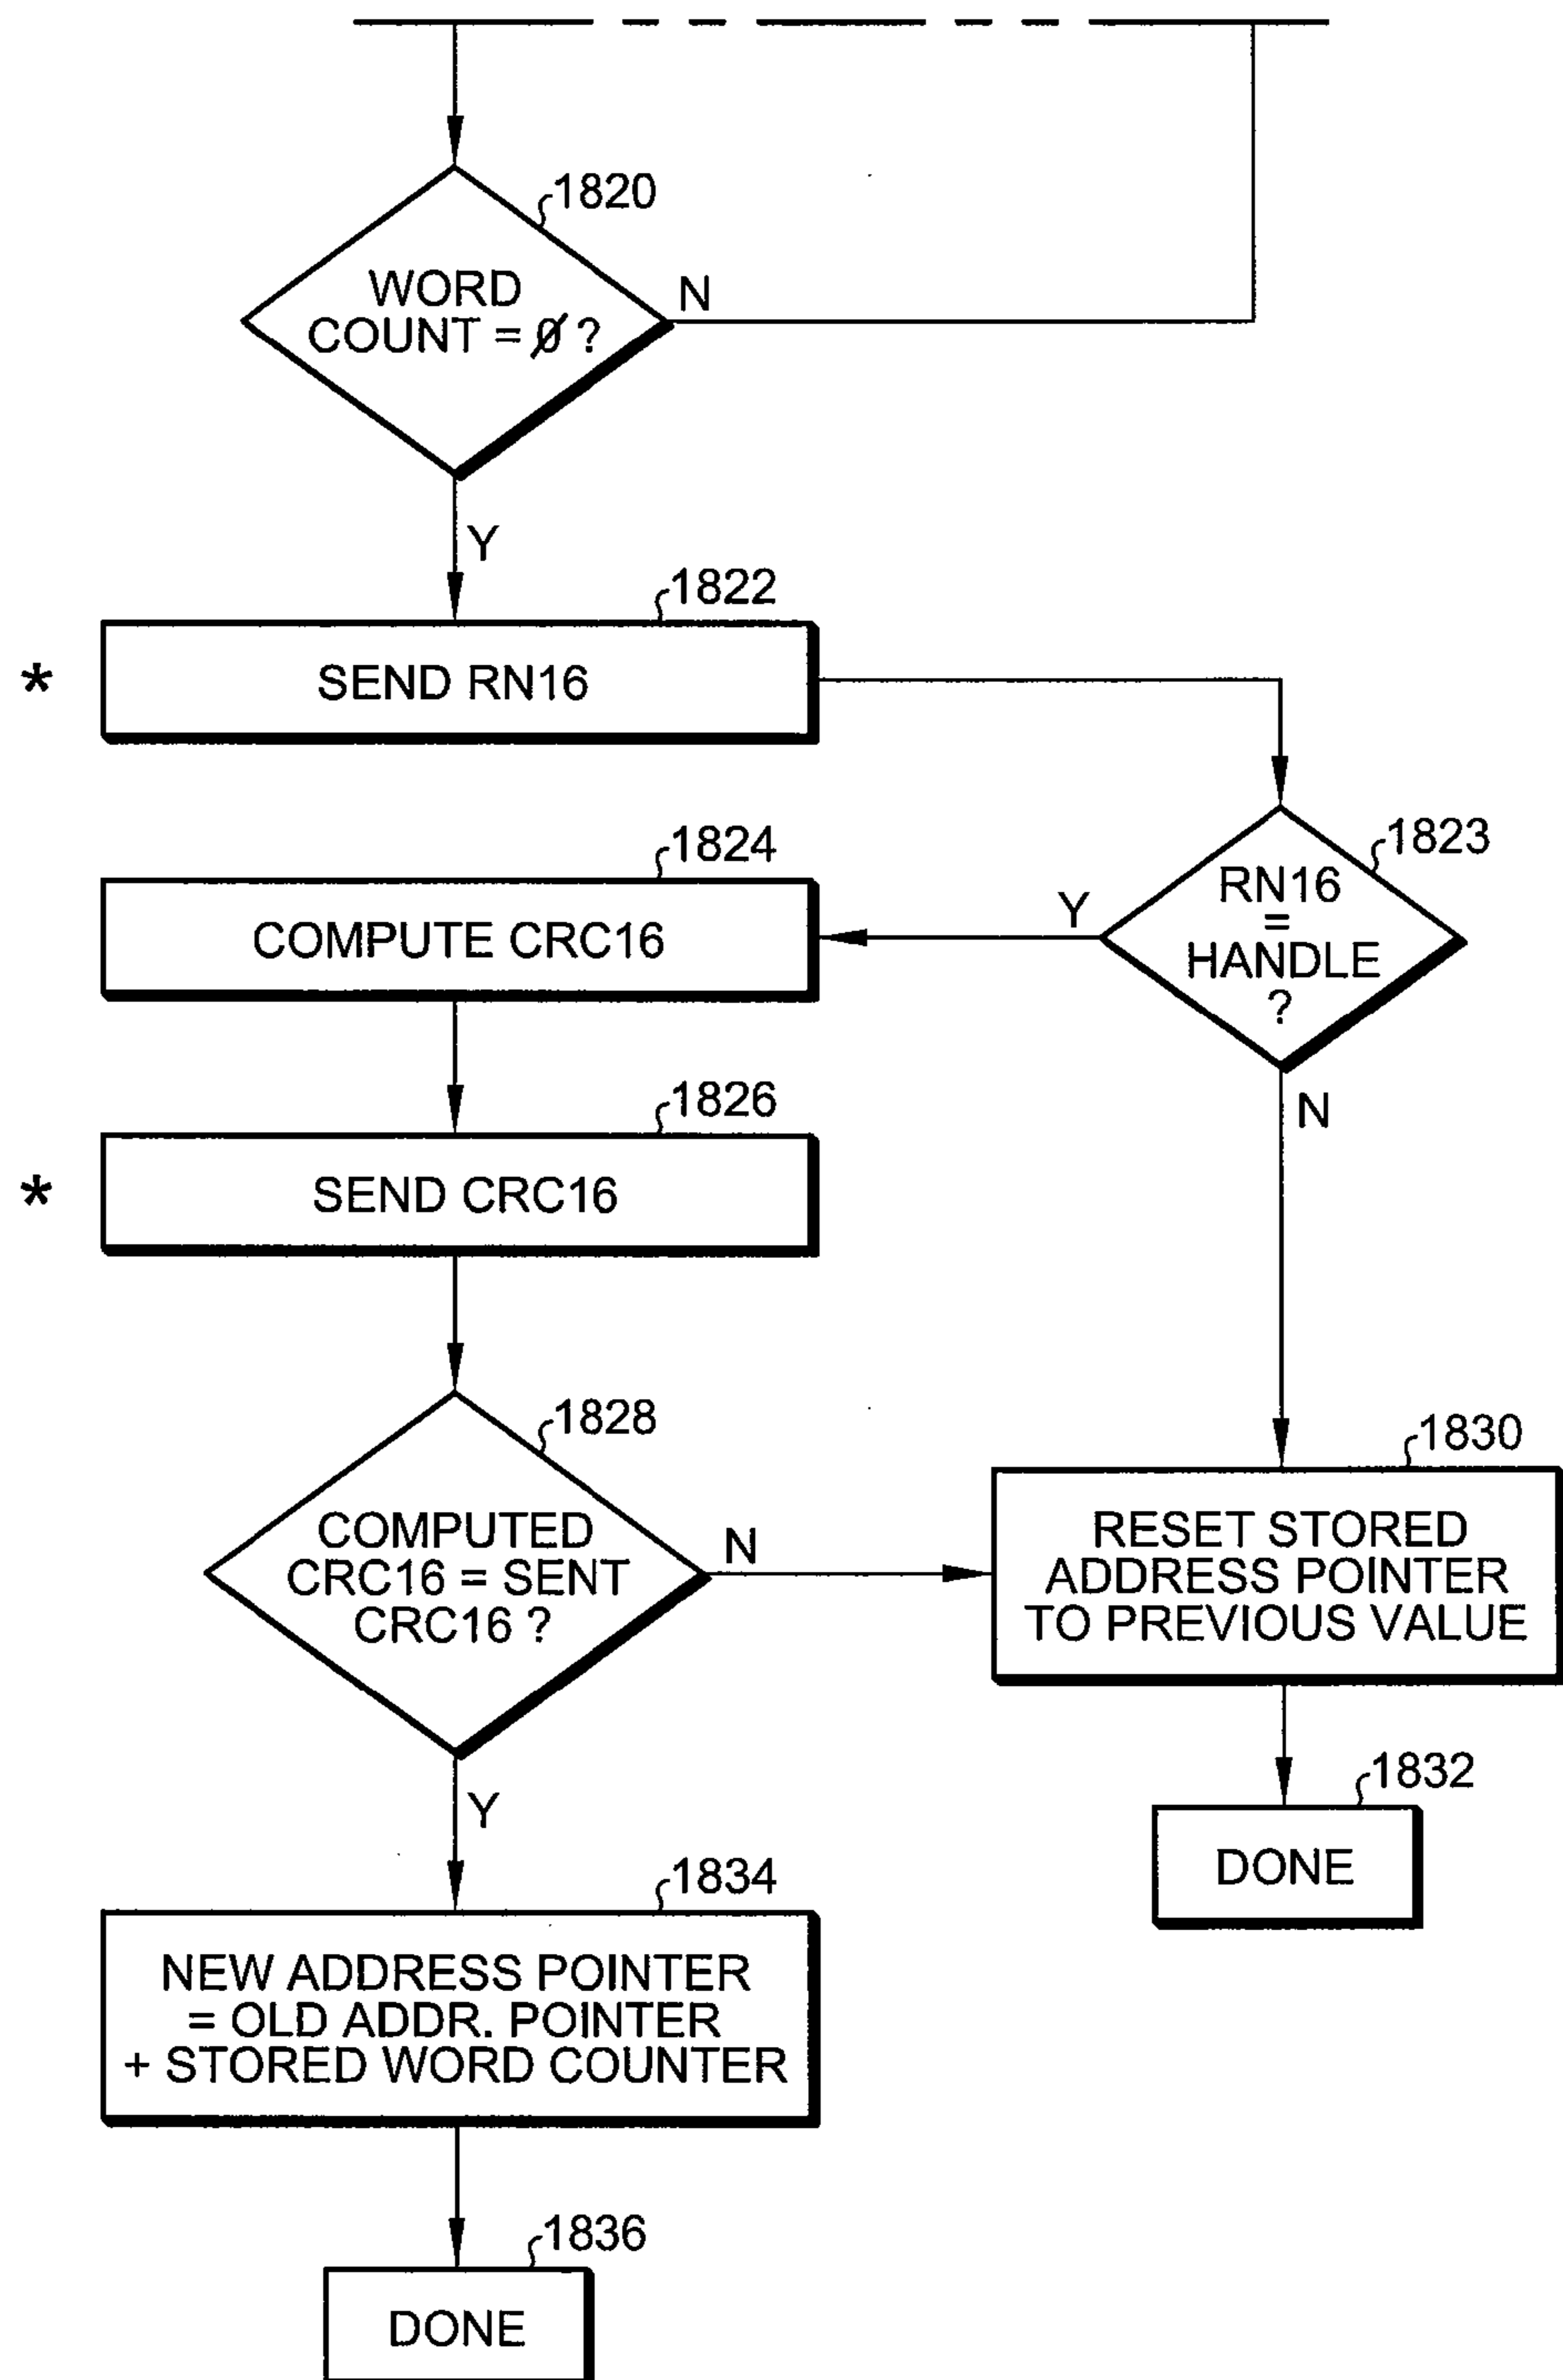 1820
WORD
COUNT = Ø ?
N
Y
1822
* SEND RN16
1824
COMPUTE CRC16
1823
RN16
=
HANDLE
?
Y
N
1826
* SEND CRC16
1828
COMPUTED
CRC16 = SENT
CRC16 ?
N
Y
1830
RESET STORED
ADDRESS POINTER
TO PREVIOUS VALUE
1832
DONE
1834
NEW ADDRESS POINTER
= OLD ADDR. POINTER
+ STORED WORD COUNTER
1836
DONE